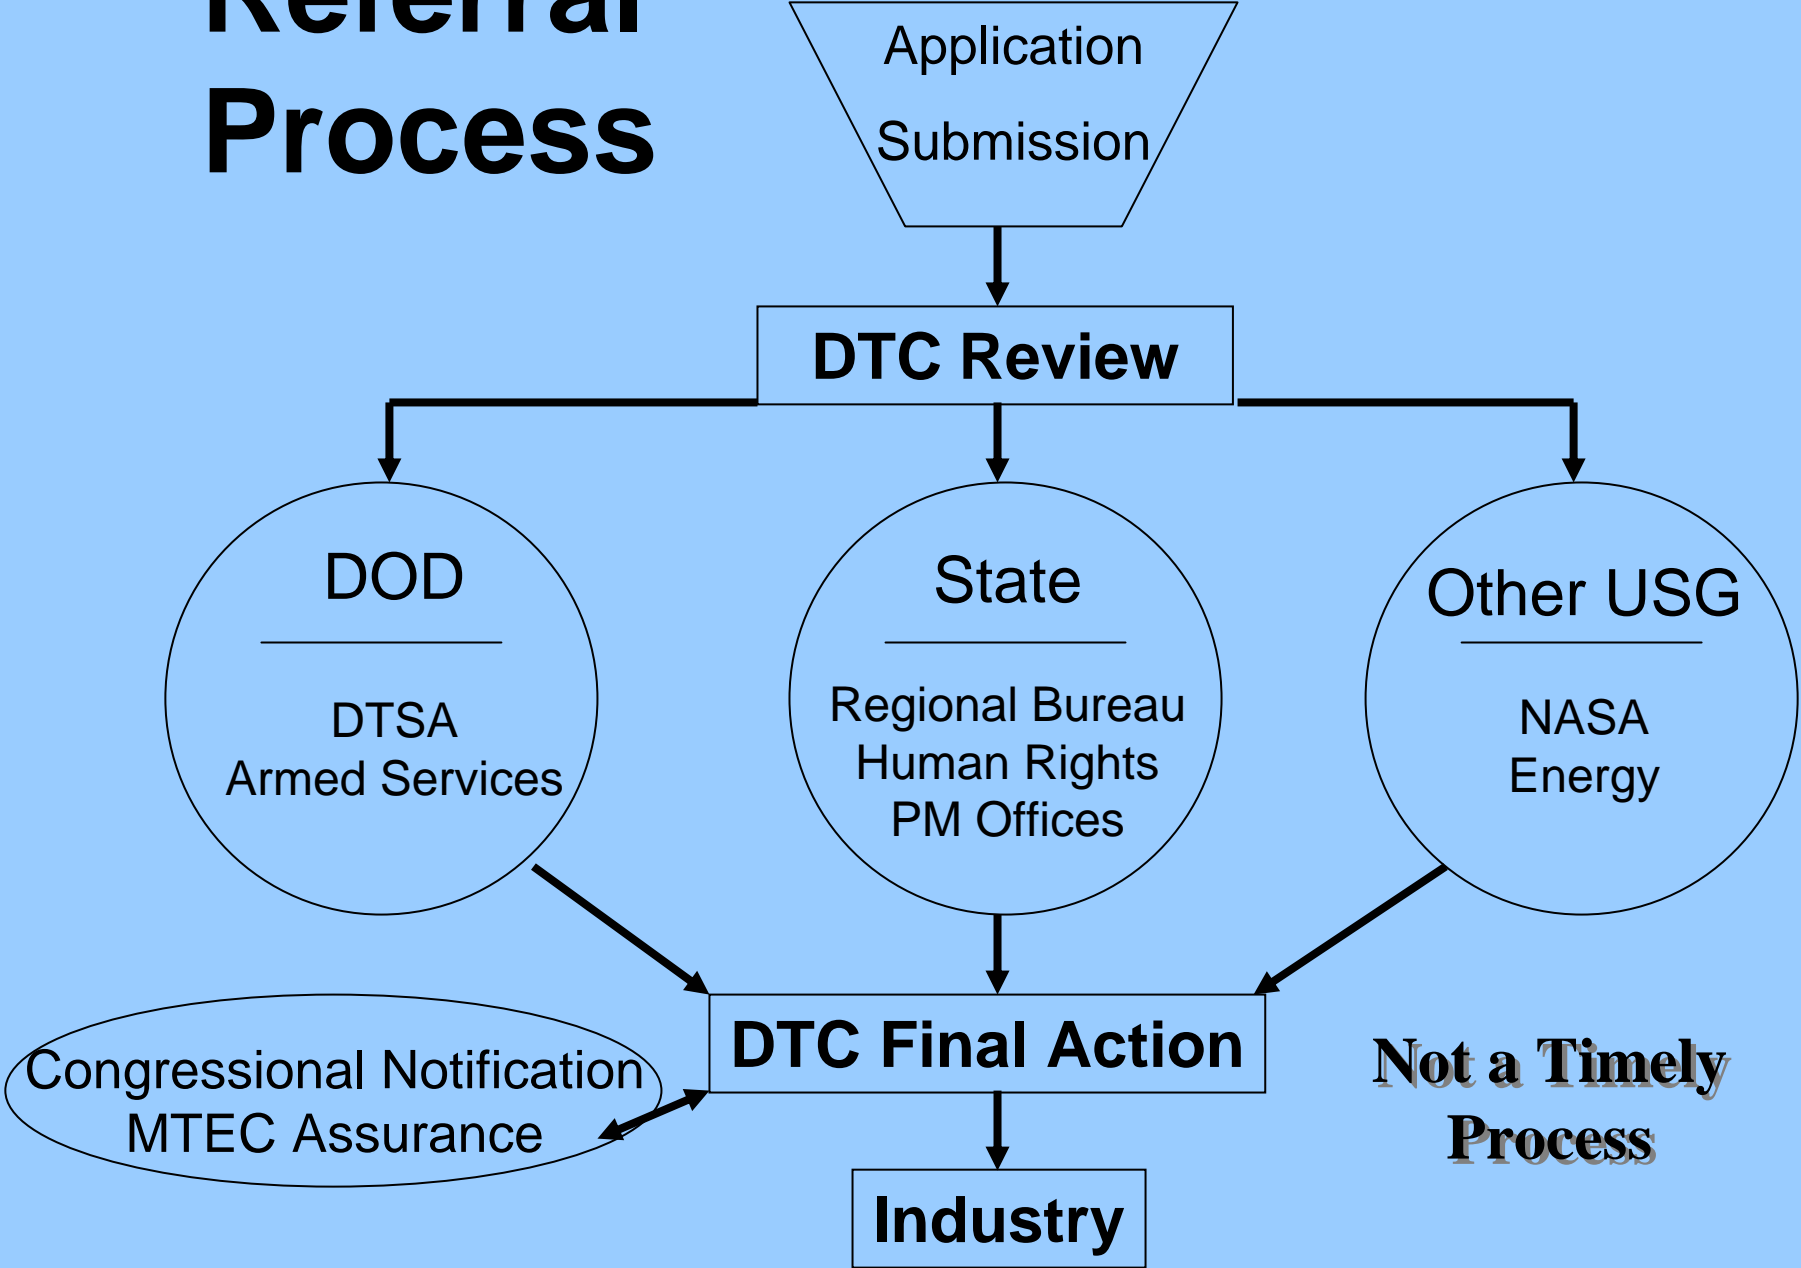 Referral
Process
Application
Submission
DTC Review
DOD
DTSA
Armed Services
State
Regional Bureau
Human Rights
PM Offices
Other USG
NASA
Energy
DTC Final Action
Congressional Notification
MTEC Assurance
Not a Timely
Process
Industry